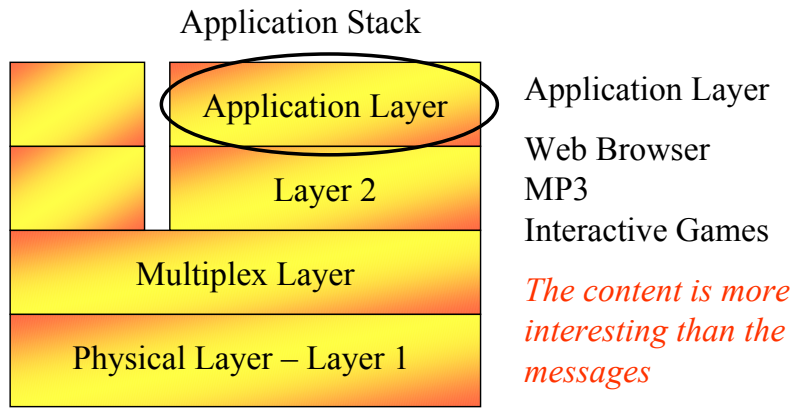 Application Stack
Application Layer
Layer 2
Multiplex Layer
Physical Layer – Layer 1
Application Layer
Web Browser
MP3
Interactive Games
The content is more
interesting than the
messages